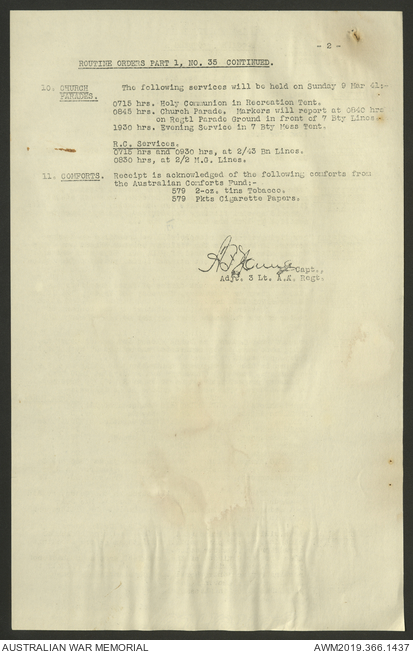 - 2 -
ROUTINE ORDERS PART 1, NO. 35 CONTINUED.
10. CHURCH PARADES. The following services will be held on Sunday 9 Mar 41:-
0715 hrs. Holy Communion in Recreation Tent.
0845 hrs. Church Parade. Markers will report at 0840 hrs
on Regtl Parade Ground in front of 7 Bty Lines.
1930 hrs. Evening Service in 7 Bty Mess Tent.
R.C. Services.
0715 hrs and 0930 hrs, at 2/43 Bn Lines.
0830 hrs, at 2/2 M.G. Lines.
11. COMFORTS. Receipt is acknowledged of the following comforts from
the Australian Comforts Fund:-
579 2-oz. tins Tobacco.
579 Pkts Cigarette Papers.
Capt.,
Adjt. 3 Lt. A.A. Regt.
AUSTRALIAN WAR MEMORIAL
AWM2019.366.1437